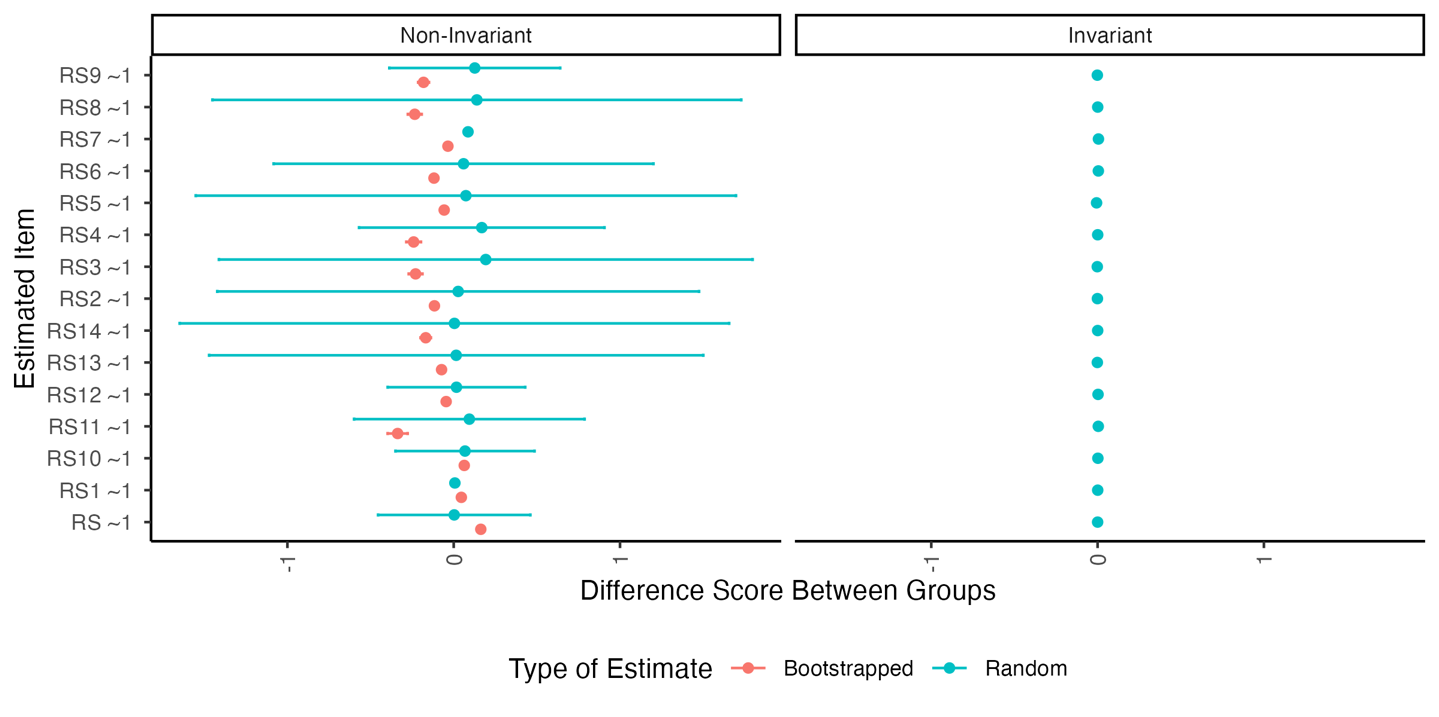 Non-Invariant
Invariant
Estimated Item
RS9 ~1
RS8 ~1
RS7 ~1
RS6 ~1
RS5 ~1
RS4 ~1
RS3 ~1
RS2 ~1
RS14 ~1
RS13 ~1
RS12 ~1
RS11 ~1
RS10 ~1
RS1 ~1
RS ~1
-1 0 1
-1 0 1
Difference Score Between Groups
Type of Estimate Bootstrapped Random